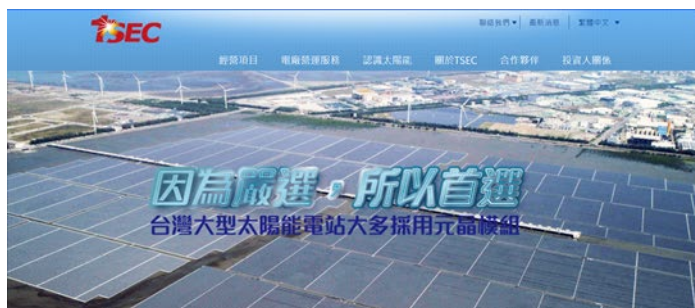 TSEC
聯絡我們 最新消息 繁體中文
經營項目 電廠營運服務 認識太陽能 關於TSEC 合作夥伴 投資人關係
因為嚴選，所以首選
台灣大型太陽能電站大多採用元晶模組